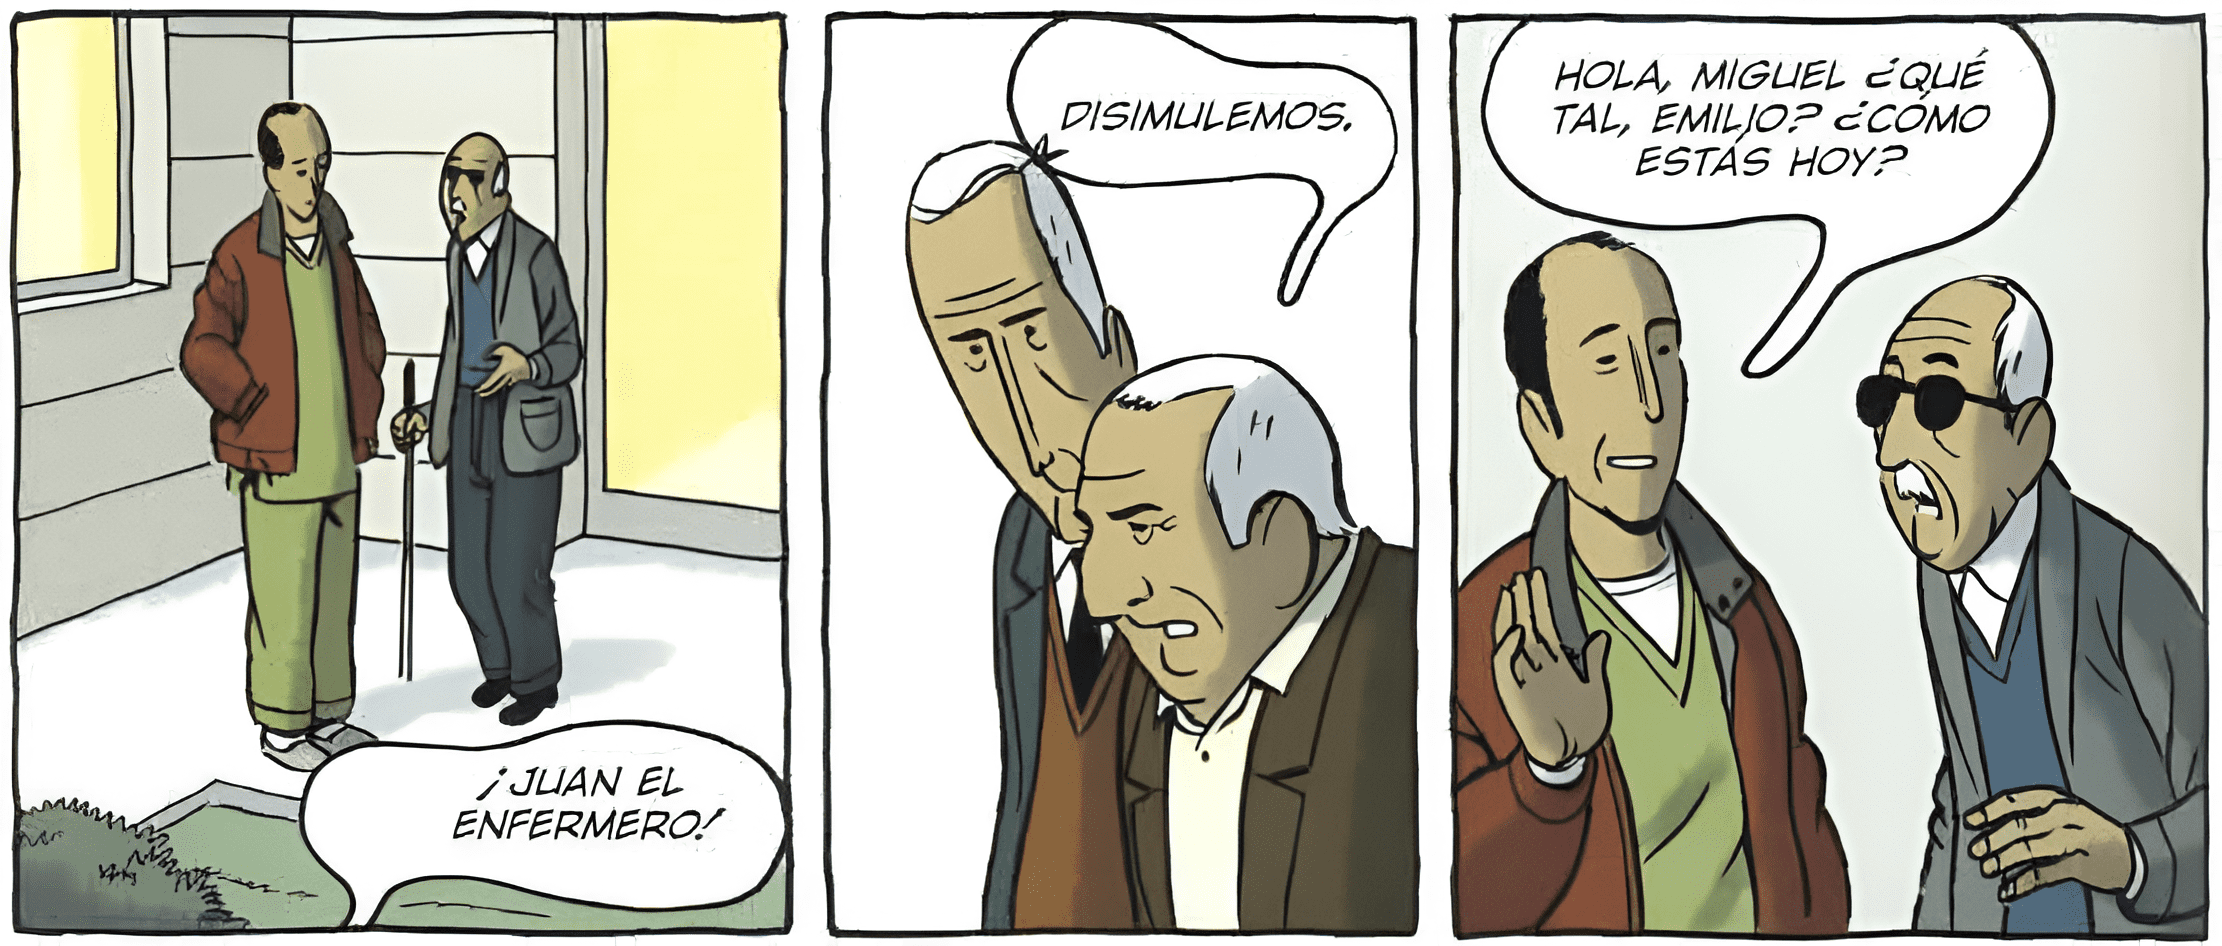 ¡JUAN EL
ENFERMERO!
DISIMULEMOS.
HOLA, MIGUEL ¿QUÉ
TAL, EMILIO? ¿CÓMO
ESTÁS HOY?